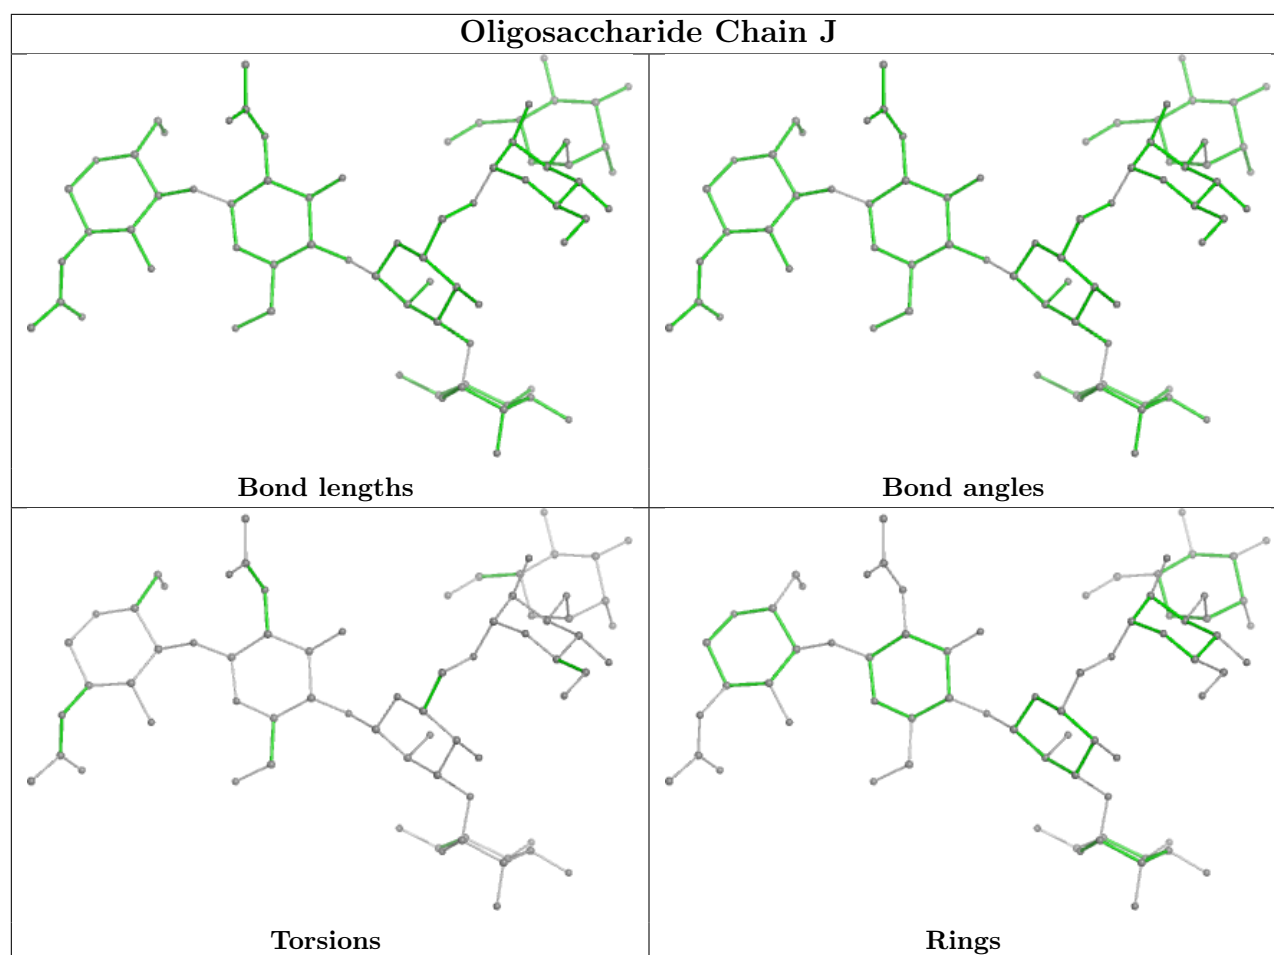 Oligosaccharide Chain J
Bond lengths
Bond angles
Torsions
Rings